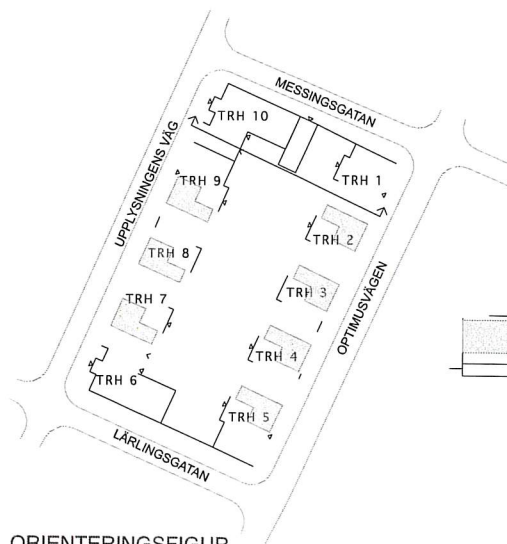 MESSINGSGATAN
TRH 10
UPPLYSNINGENS VÄG
TRH 1
TRH 9
TRH 2
TRH 8
TRH 3
OPTIMUSVÄGEN
TRH 7
TRH 4
TRH 6
TRH 5
LÄRLINGSGATAN
ORIENTERINGSFIGUR